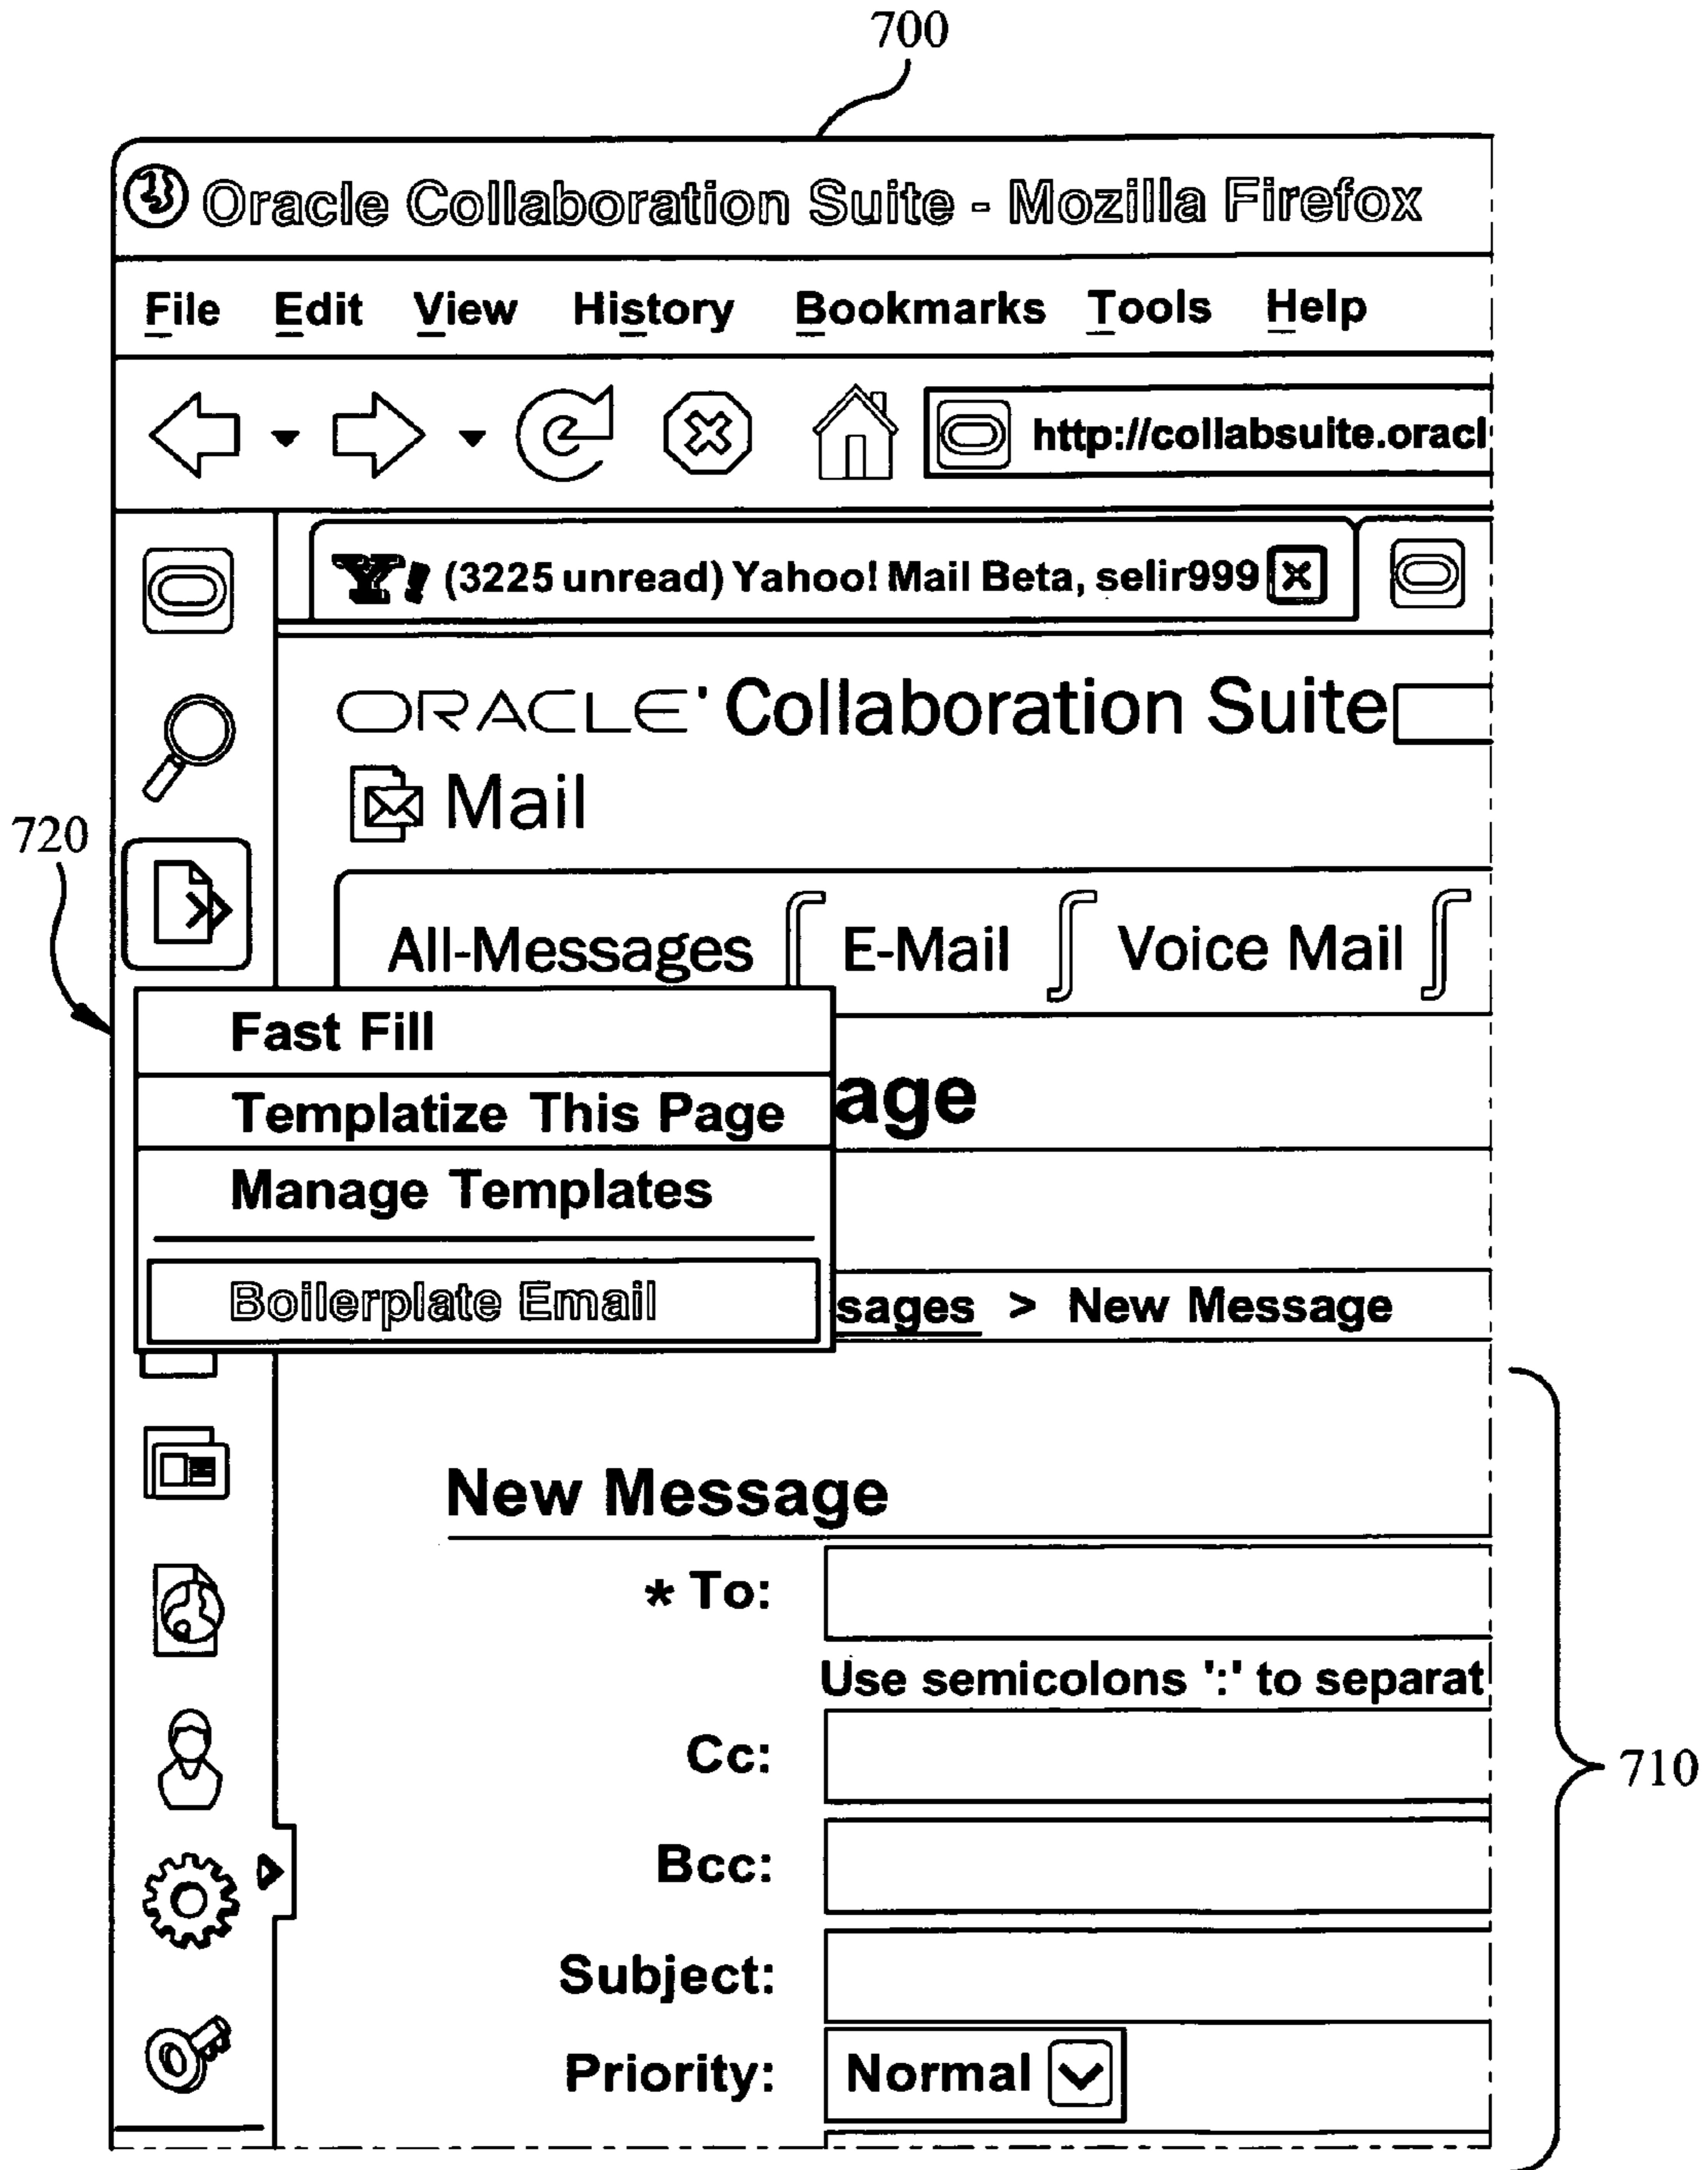 700
Oracle Collaboration Suite - Mozilla Firefox
File Edit View History Bookmarks Tools Help
http://collabsuite.oracl
Y! (3225 unread) Yahoo! Mail Beta, selir999
ORACLE' Collaboration Suite
Mail
720
All-Messages E-Mail Voice Mail
Fast Fill
Templatize This Page age
Manage Templates
Boilerplate Email sages > New Message
New Message
* To:
Use semicolons ':' to separat
Cc:
710
Bcc:
Subject:
Priority: Normal